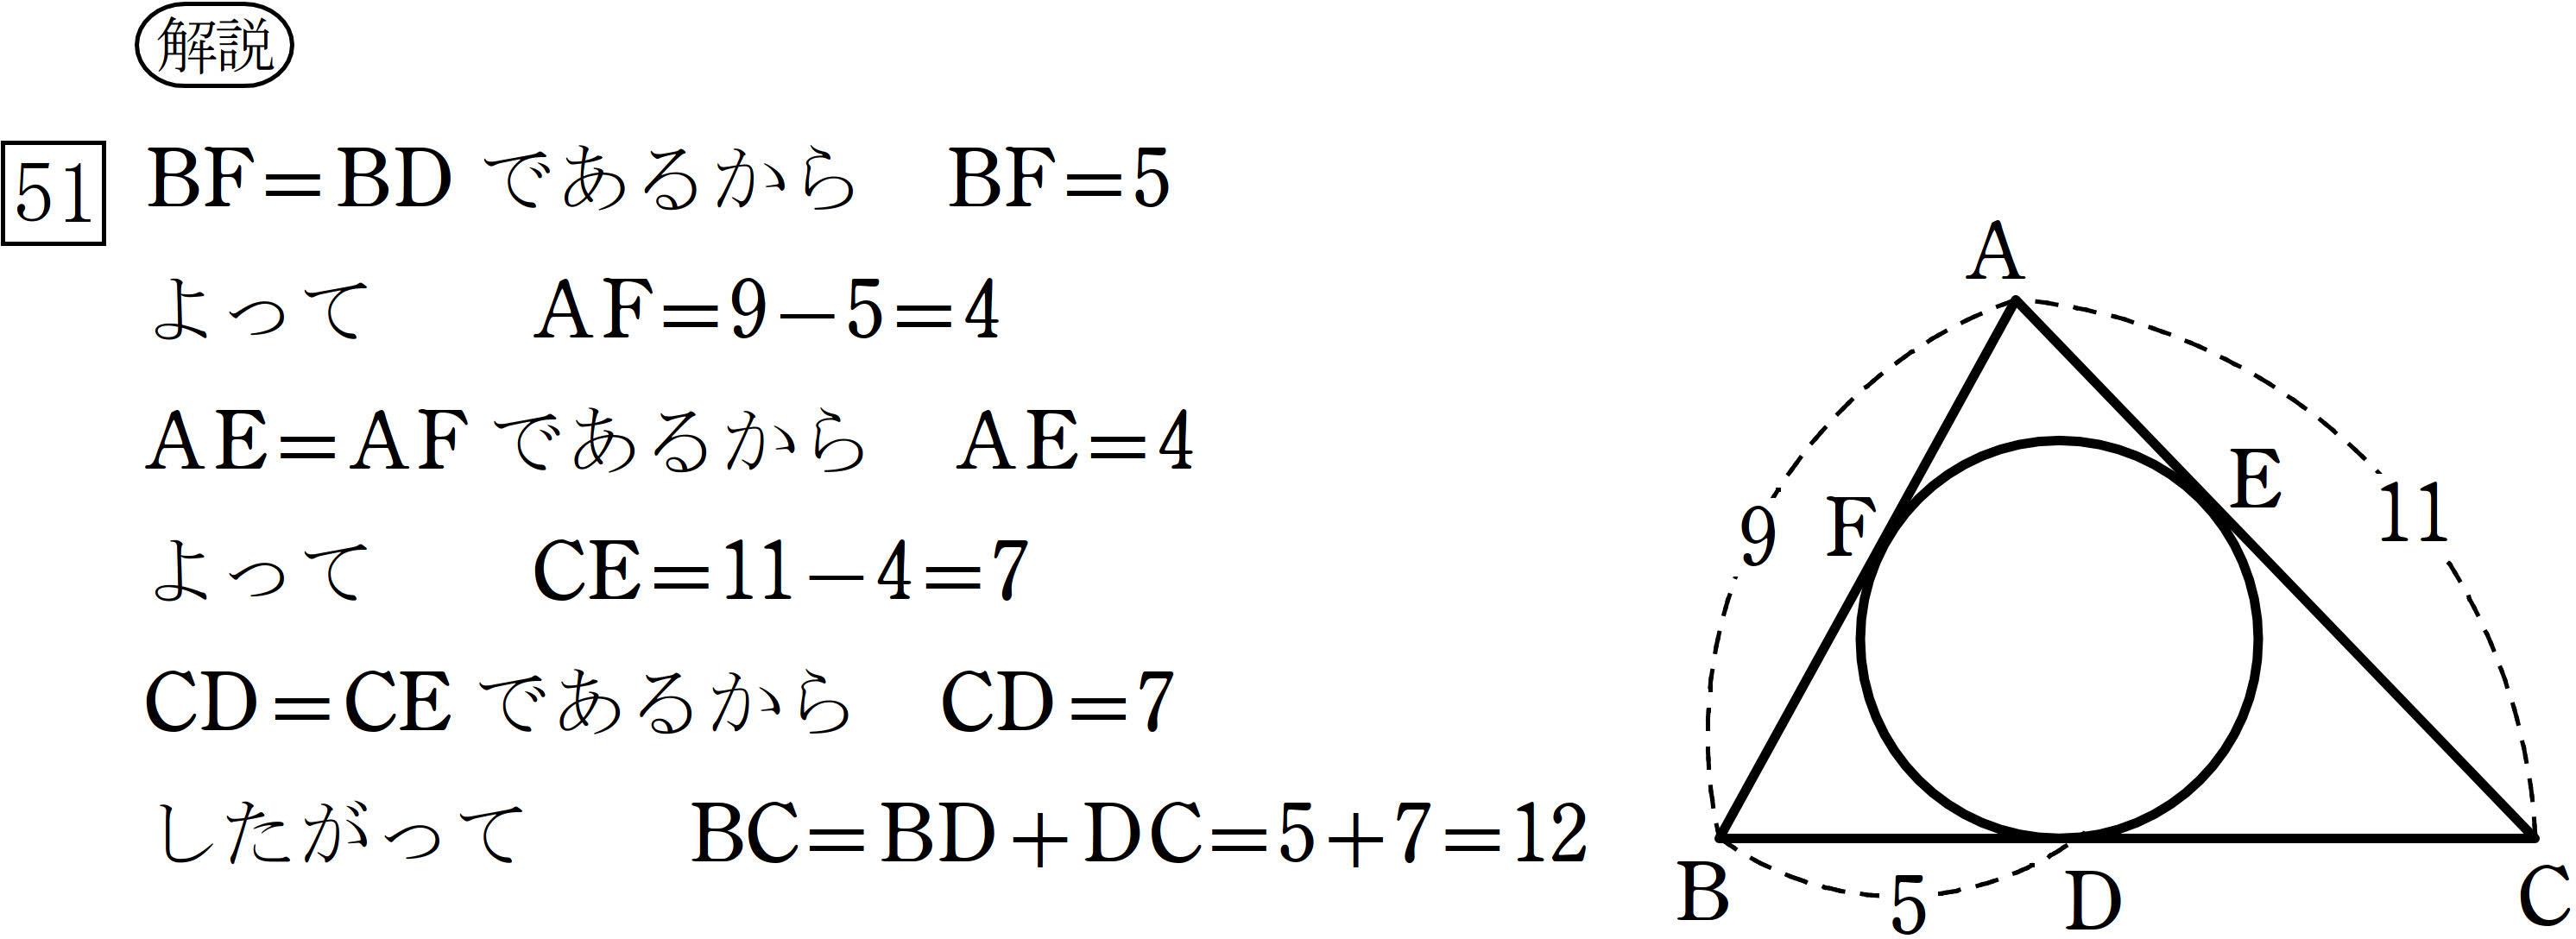 解説
51 BF=BD であるから BF=5
よって AF=9−5=4
AE=AF であるから AE=4
よって CE=11−4=7
CD=CE であるから CD=7
したがって BC=BD+DC=5+7=12
A
E
11
9
F
B
5
D
C